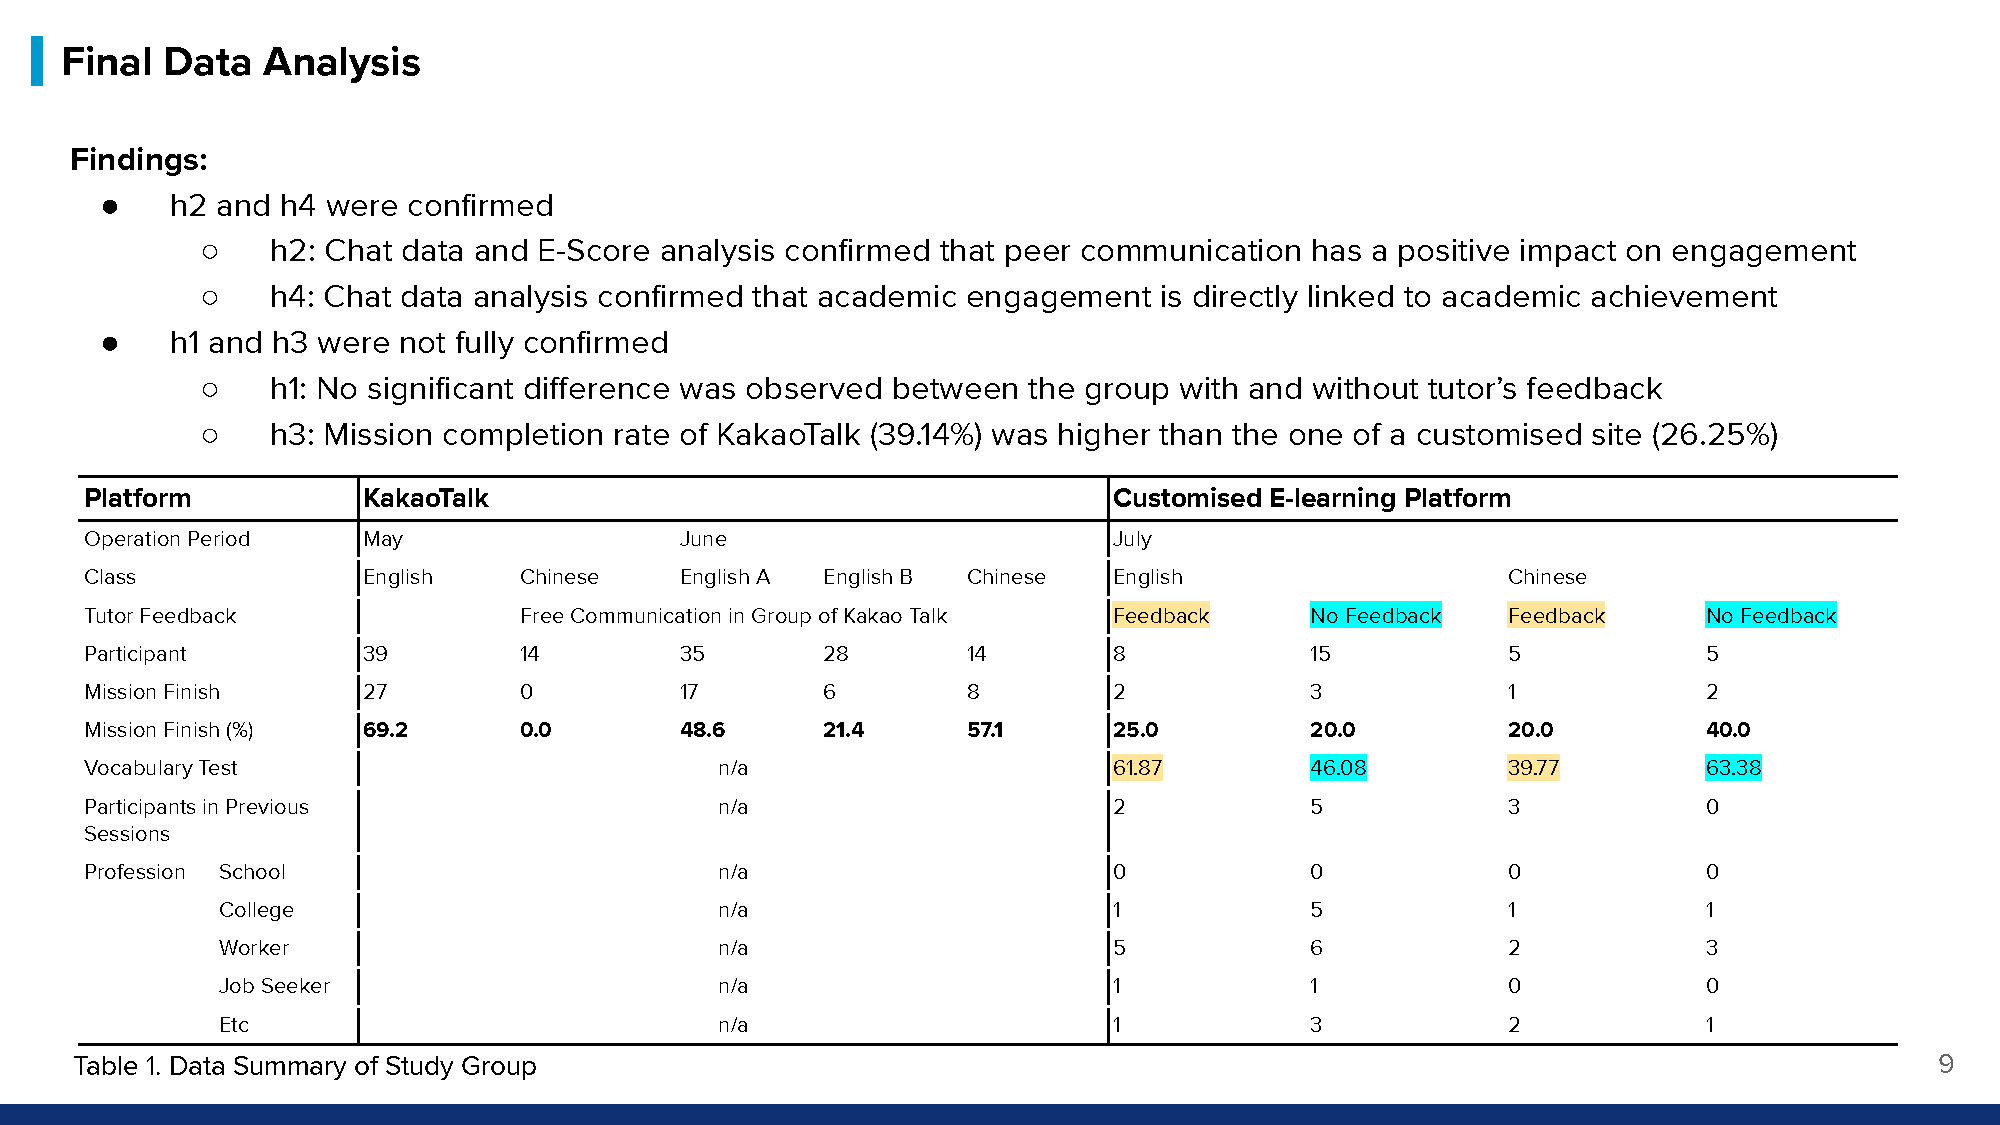 Final Data Analysis
Findings:
● h2 and h4 were confirmed
○ h2: Chat data and E-Score analysis confirmed that peer communication has a positive impact on engagement
○ h4: Chat data analysis confirmed that academic engagement is directly linked to academic achievement
● h1 and h3 were not fully confirmed
○ h1: No significant difference was observed between the group with and without tutor’s feedback
○ h3: Mission completion rate of KakaoTalk (39.14%) was higher than the one of a customised site (26.25%)
Platform KakaoTalk Customised E-learning Platform
Operation Period May June July
Class English Chinese English A English B Chinese English Chinese
Tutor Feedback Free Communication in Group of Kakao Talk Feedback No Feedback Feedback No Feedback
Participant 39 14 35 28 14 8 15 5 5
Mission Finish 27 0 17 6 8 2 3 1 2
Mission Finish (%) 69.2 0.0 48.6 21.4 57.1 25.0 20.0 20.0 40.0
Vocabulary Test n/a 61.87 46.08 39.77 63.38
Participants in Previous n/a 2 5 3 0
Sessions
Profession School n/a 0 0 0 0
College n/a 1 5 1 1
Worker n/a 5 6 2 3
Job Seeker n/a 1 1 0 0
Etc n/a 1 3 2 1
Table 1. Data Summary of Study Group
9